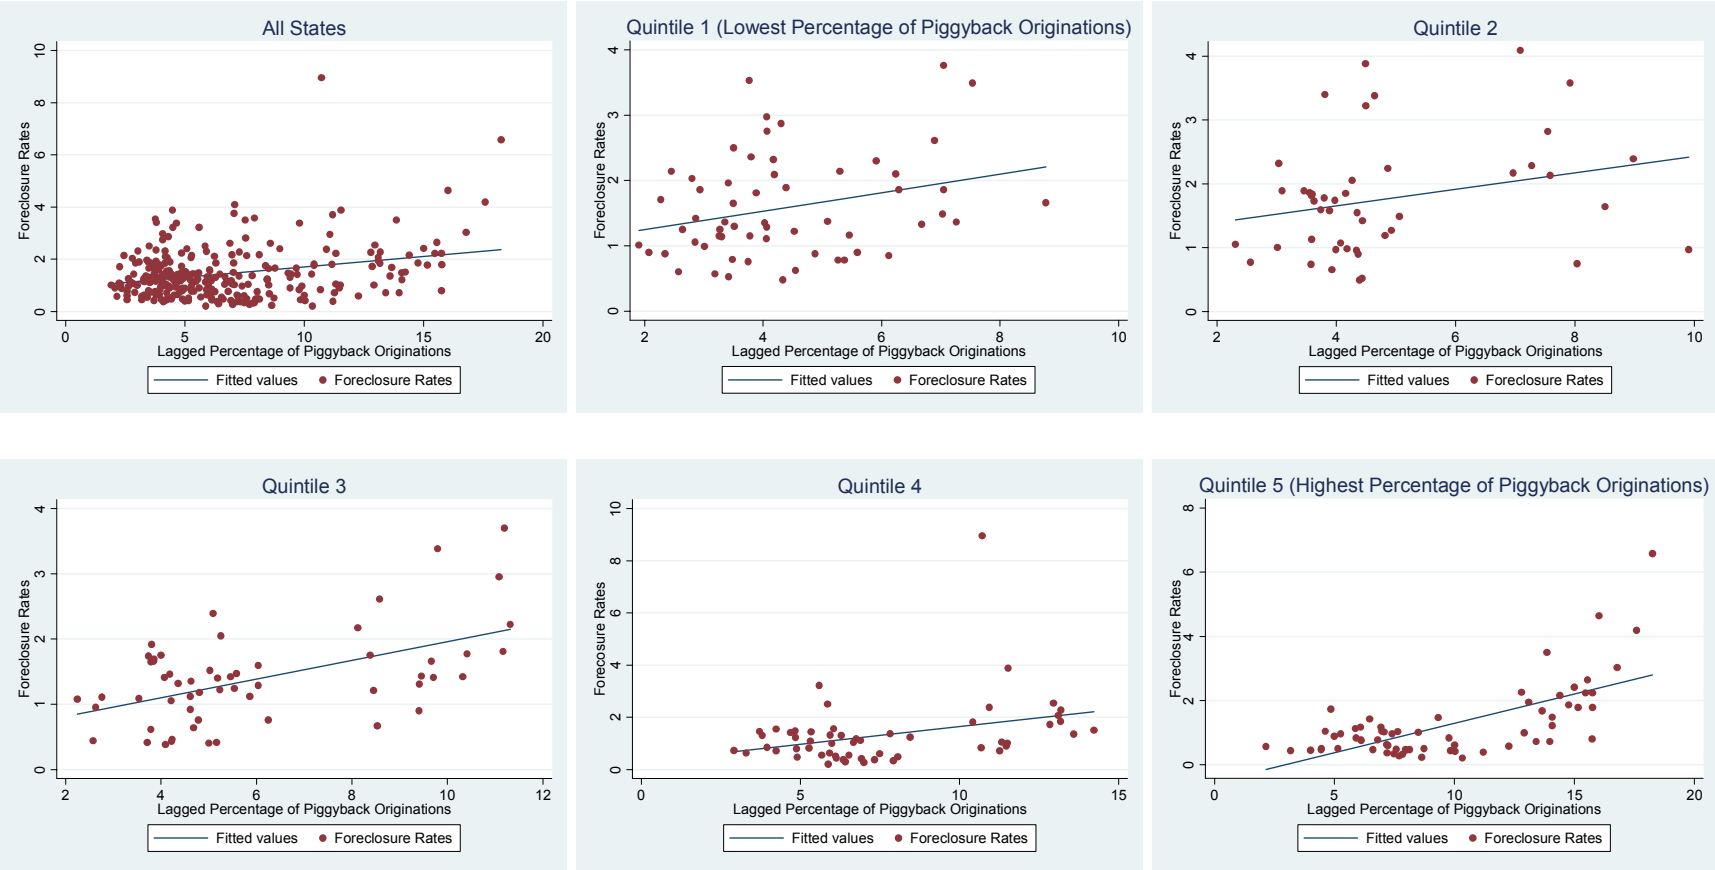 All States
Foreclosure Rates
10
8
6
4
2
0
0 5 10 15 20
Lagged Percentage of Piggyback Originations
Fitted values Foreclosure Rates
Quintile 1 (Lowest Percentage of Piggyback Originations)
Foreclosure Rates
4
3
2
1
0
2 4 6 8 10
Lagged Percentage of Piggyback Originations
Fitted values Foreclosure Rates
Quintile 2
Foreclosure Rates
4
3
2
1
0
2 4 6 8 10
Lagged Percentage of Piggyback Originations
Fitted values Foreclosure Rates
Quintile 3
Foreclosure Rates
4
3
2
1
0
2 4 6 8 10 12
Lagged Percentage of Piggyback Originations
Fitted values Foreclosure Rates
Quintile 4
Forecosure Rates
10
8
6
4
2
0
0 5 10 15
Lagged Percentage of Piggyback Originations
Fitted values Foreclosure Rates
Quintile 5 (Highest Percentage of Piggyback Originations)
Foreclosure Rates
8
6
4
2
0
0 5 10 15 20
Lagged Percentage of Piggyback Originations
Fitted values Foreclosure Rates